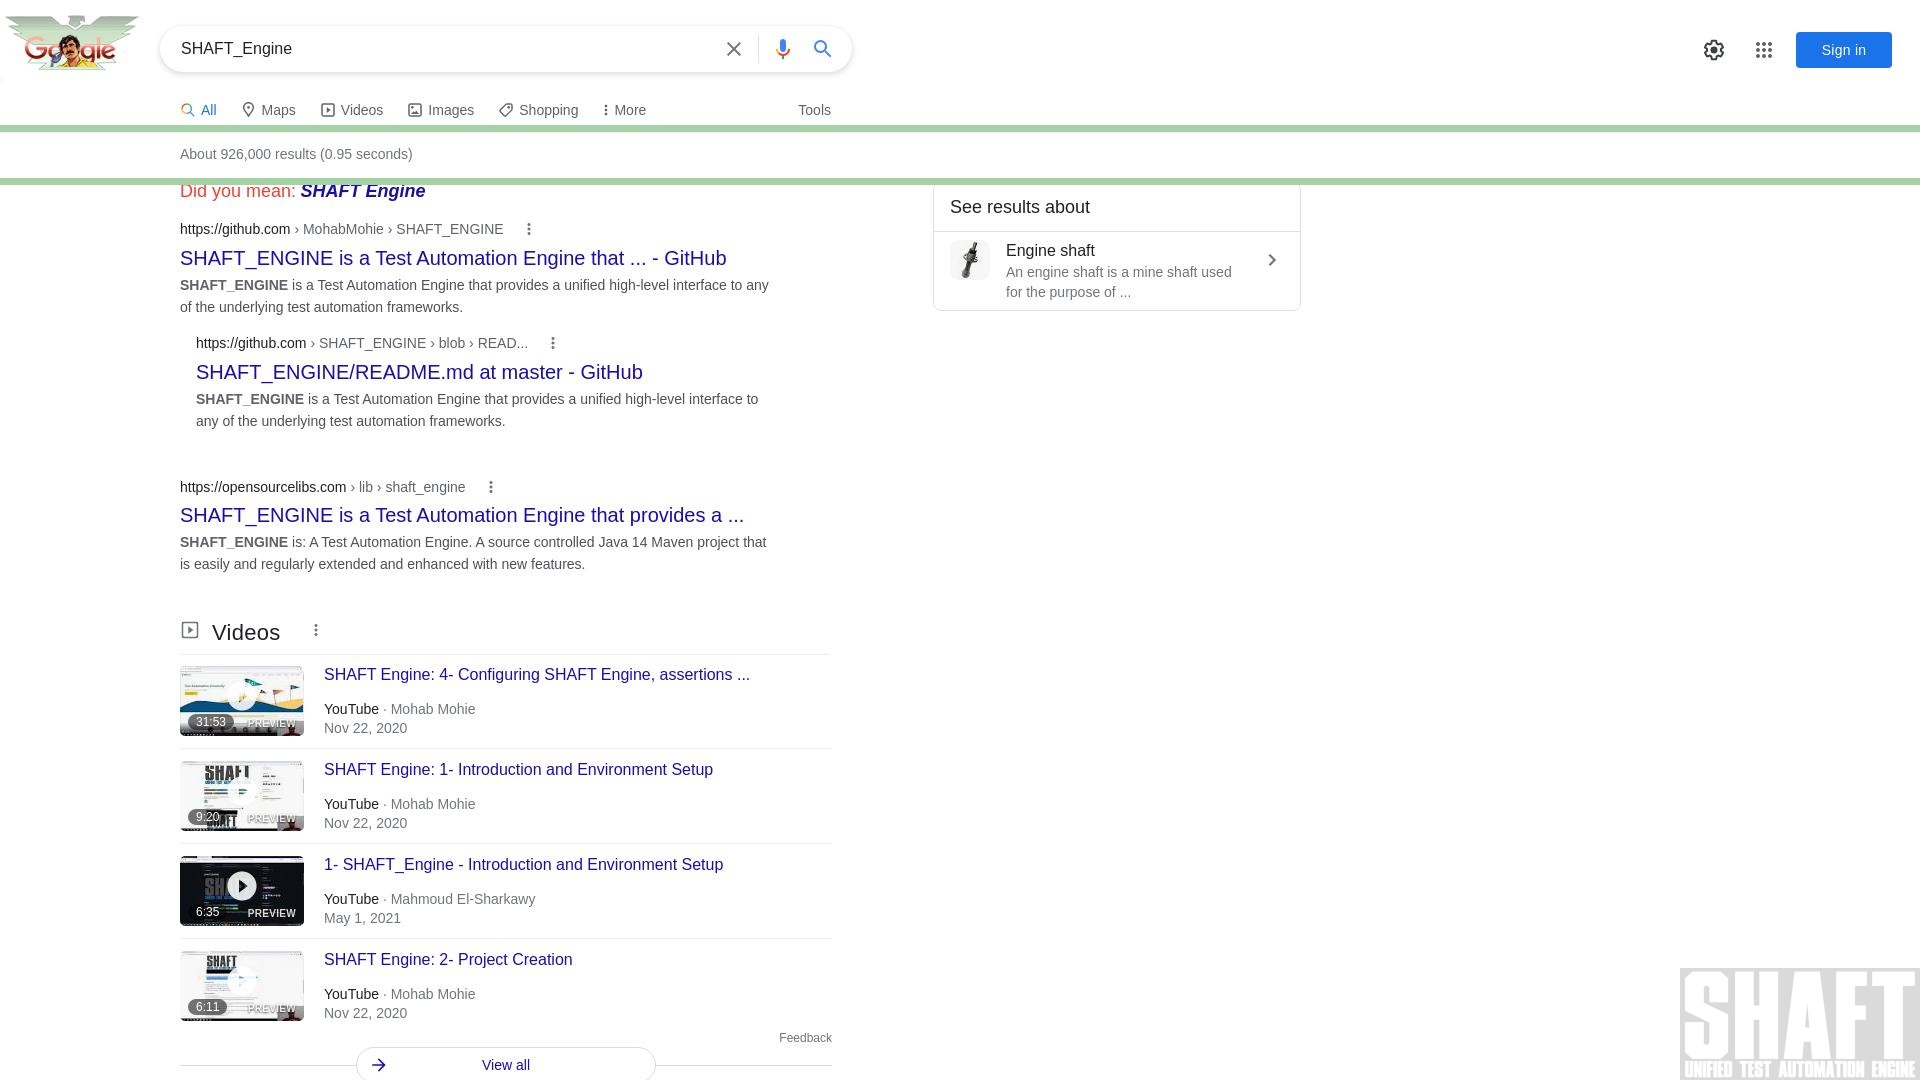 Google
SHAFT_Engine
Sign in
All
Maps
Videos
Images
Shopping
More
Tools
About 926,000 results (0.95 seconds)
Did you mean: SHAFT Engine
https://github.com › MohabMohie › SHAFT_ENGINE
SHAFT_ENGINE is a Test Automation Engine that ... - GitHub
SHAFT_ENGINE is a Test Automation Engine that provides a unified high-level interface to any
of the underlying test automation frameworks.
https://github.com › SHAFT_ENGINE › blob › READ...
SHAFT_ENGINE/README.md at master - GitHub
SHAFT_ENGINE is a Test Automation Engine that provides a unified high-level interface to
any of the underlying test automation frameworks.
https://opensourcelibs.com › lib › shaft_engine
SHAFT_ENGINE is a Test Automation Engine that provides a ...
SHAFT_ENGINE is: A Test Automation Engine. A source controlled Java 14 Maven project that
is easily and regularly extended and enhanced with new features.
Videos
31:53
PREVIEW
SHAFT Engine: 4- Configuring SHAFT Engine, assertions ...
YouTube · Mohab Mohie
Nov 22, 2020
SHAFT
9:20
PREVIEW
SHAFT Engine: 1- Introduction and Environment Setup
YouTube · Mohab Mohie
Nov 22, 2020
6:35
PREVIEW
1- SHAFT_Engine - Introduction and Environment Setup
YouTube · Mahmoud El-Sharkawy
May 1, 2021
SHAFT
6:11
PREVIEW
SHAFT Engine: 2- Project Creation
YouTube · Mohab Mohie
Nov 22, 2020
Feedback
View all
See results about
Engine shaft
An engine shaft is a mine shaft used
for the purpose of ...
SHAFT
UNIFIED TEST AUTOMATION ENGINE